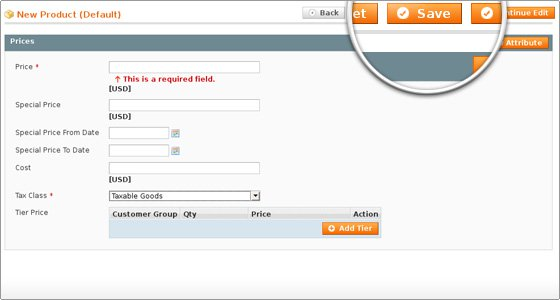 New Product (Default)
Back
Save
Continue Edit
Prices
Attribute
Price *
↑ This is a required field.
[USD]
Special Price
[USD]
Special Price From Date
Special Price To Date
Cost
[USD]
Tax Class *
Taxable Goods
Tier Price
Customer Group Qty Price Action
Add Tier